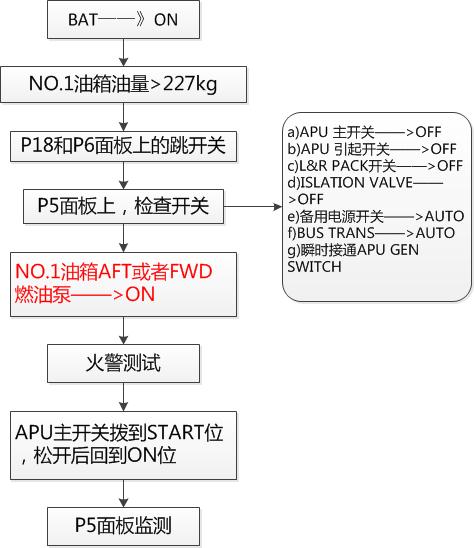 BAT——》ON
NO.1油箱油量>227kg
P18和P6面板上的跳开关
P5面板上，检查开关
a)APU 主开关——>OFF
b)APU 引起开关——>OFF
c)L&R PACK开关——>OFF
d)ISLATION VALVE——
>OFF
e)备用电源开关——>AUTO
f)BUS TRANS——>AUTO
g)瞬时接通APU GEN
SWITCH
NO.1油箱AFT或者FWD
燃油泵——>ON
火警测试
APU主开关拨到START位
，松开后回到ON位
P5面板监测